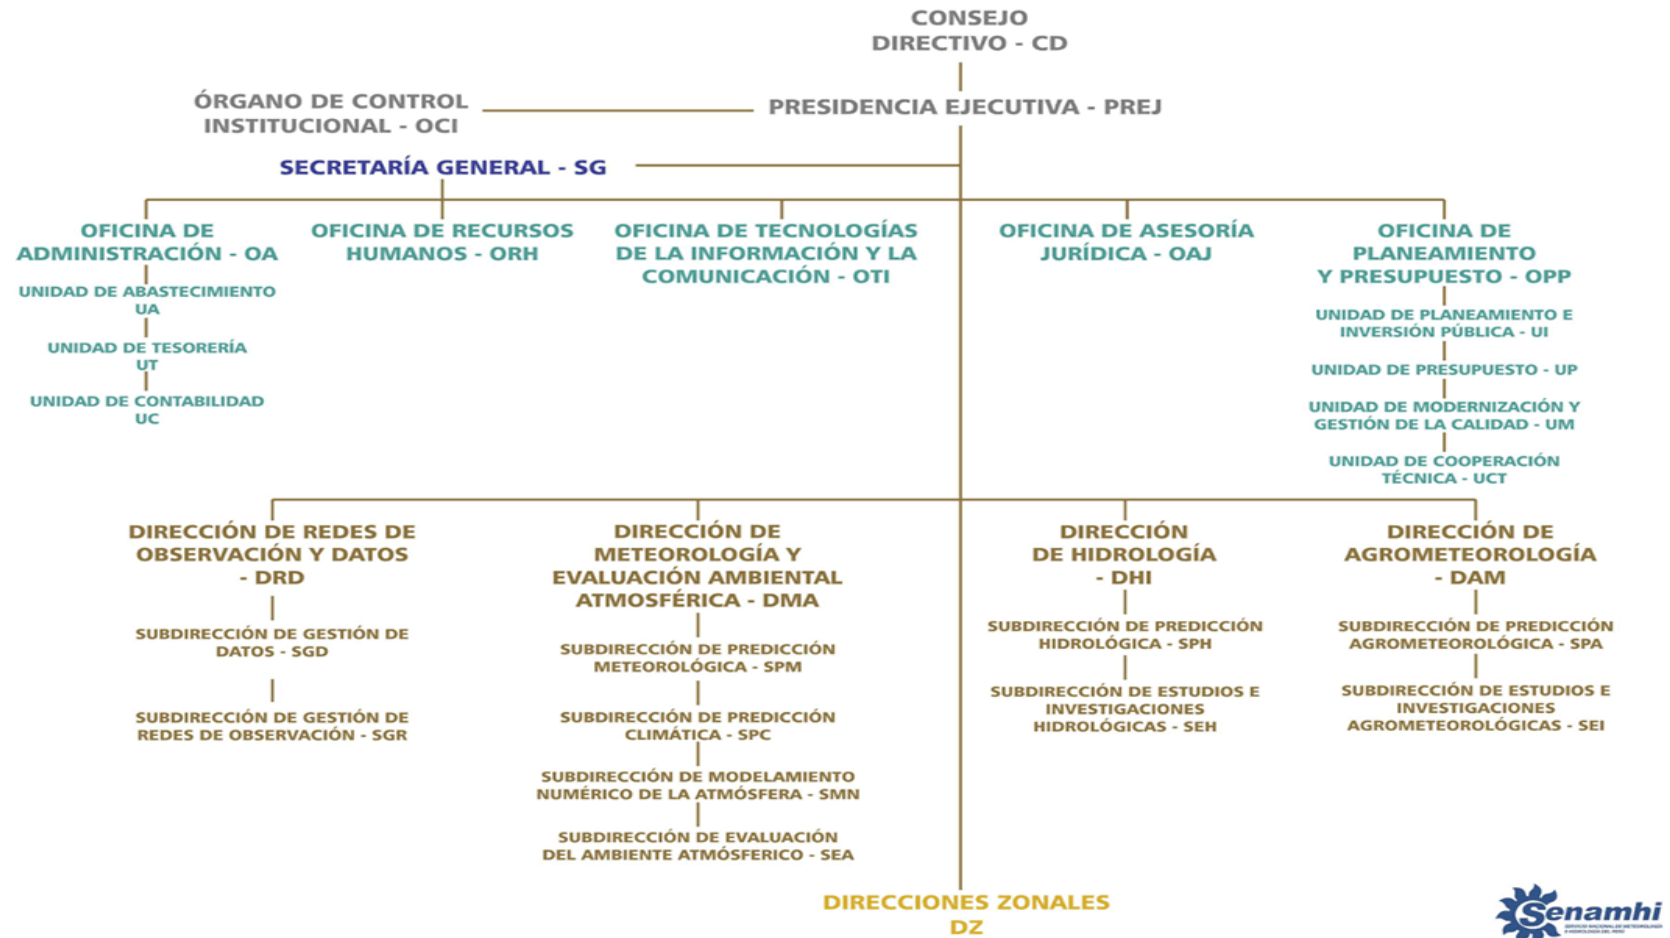 CONSEJO
DIRECTIVO - CD
ÓRGANO DE CONTROL
INSTITUCIONAL - OCI
PRESIDENCIA EJECUTIVA - PREJ
SECRETARÍA GENERAL - SG
OFICINA DE
ADMINISTRACIÓN - OA
UNIDAD DE ABASTECIMIENTO
UA
UNIDAD DE TESORERÍA
UT
UNIDAD DE CONTABILIDAD
UC
OFICINA DE RECURSOS
HUMANOS - ORH
OFICINA DE TECNOLOGÍAS
DE LA INFORMACIÓN Y LA
COMUNICACIÓN - OTI
OFICINA DE ASESORÍA
JURÍDICA - OAJ
OFICINA DE
PLANEAMIENTO
Y PRESUPUESTO - OPP
UNIDAD DE PLANEAMIENTO E
INVERSIÓN PÚBLICA - UI
UNIDAD DE PRESUPUESTO - UP
UNIDAD DE MODERNIZACIÓN Y
GESTIÓN DE LA CALIDAD - UM
UNIDAD DE COOPERACIÓN
TÉCNICA - UCT
DIRECCIÓN DE REDES DE
OBSERVACIÓN Y DATOS
- DRD
SUBDIRECCIÓN DE GESTIÓN DE
DATOS - SGD
SUBDIRECCIÓN DE GESTIÓN DE
REDES DE OBSERVACIÓN - SGR
DIRECCIÓN DE
METEOROLOGÍA Y
EVALUACIÓN AMBIENTAL
ATMOSFÉRICA - DMA
SUBDIRECCIÓN DE PREDICCIÓN
METEOROLÓGICA - SPM
SUBDIRECCIÓN DE PREDICCIÓN
CLIMÁTICA - SPC
SUBDIRECCIÓN DE MODELAMIENTO
NUMÉRICO DE LA ATMÓSFERA - SMN
SUBDIRECCIÓN DE EVALUACIÓN
DEL AMBIENTE ATMÓSFERICO - SEA
DIRECCIÓN
DE HIDROLOGÍA
- DHI
SUBDIRECCIÓN DE PREDICCIÓN
HIDROLÓGICA - SPH
SUBDIRECCIÓN DE ESTUDIOS E
INVESTIGACIONES
HIDROLÓGICAS - SEH
DIRECCIÓN DE
AGROMETEOROLOGÍA
- DAM
SUBDIRECCIÓN DE PREDICCIÓN
AGROMETEOROLÓGICA - SPA
SUBDIRECCIÓN DE ESTUDIOS E
INVESTIGACIONES
AGROMETEOROLÓGICAS - SEI
DIRECCIONES ZONALES
DZ
Senamhi
SERVICIO NACIONAL DE METEOROLOGÍA
E HIDROLOGÍA DEL PERÚ